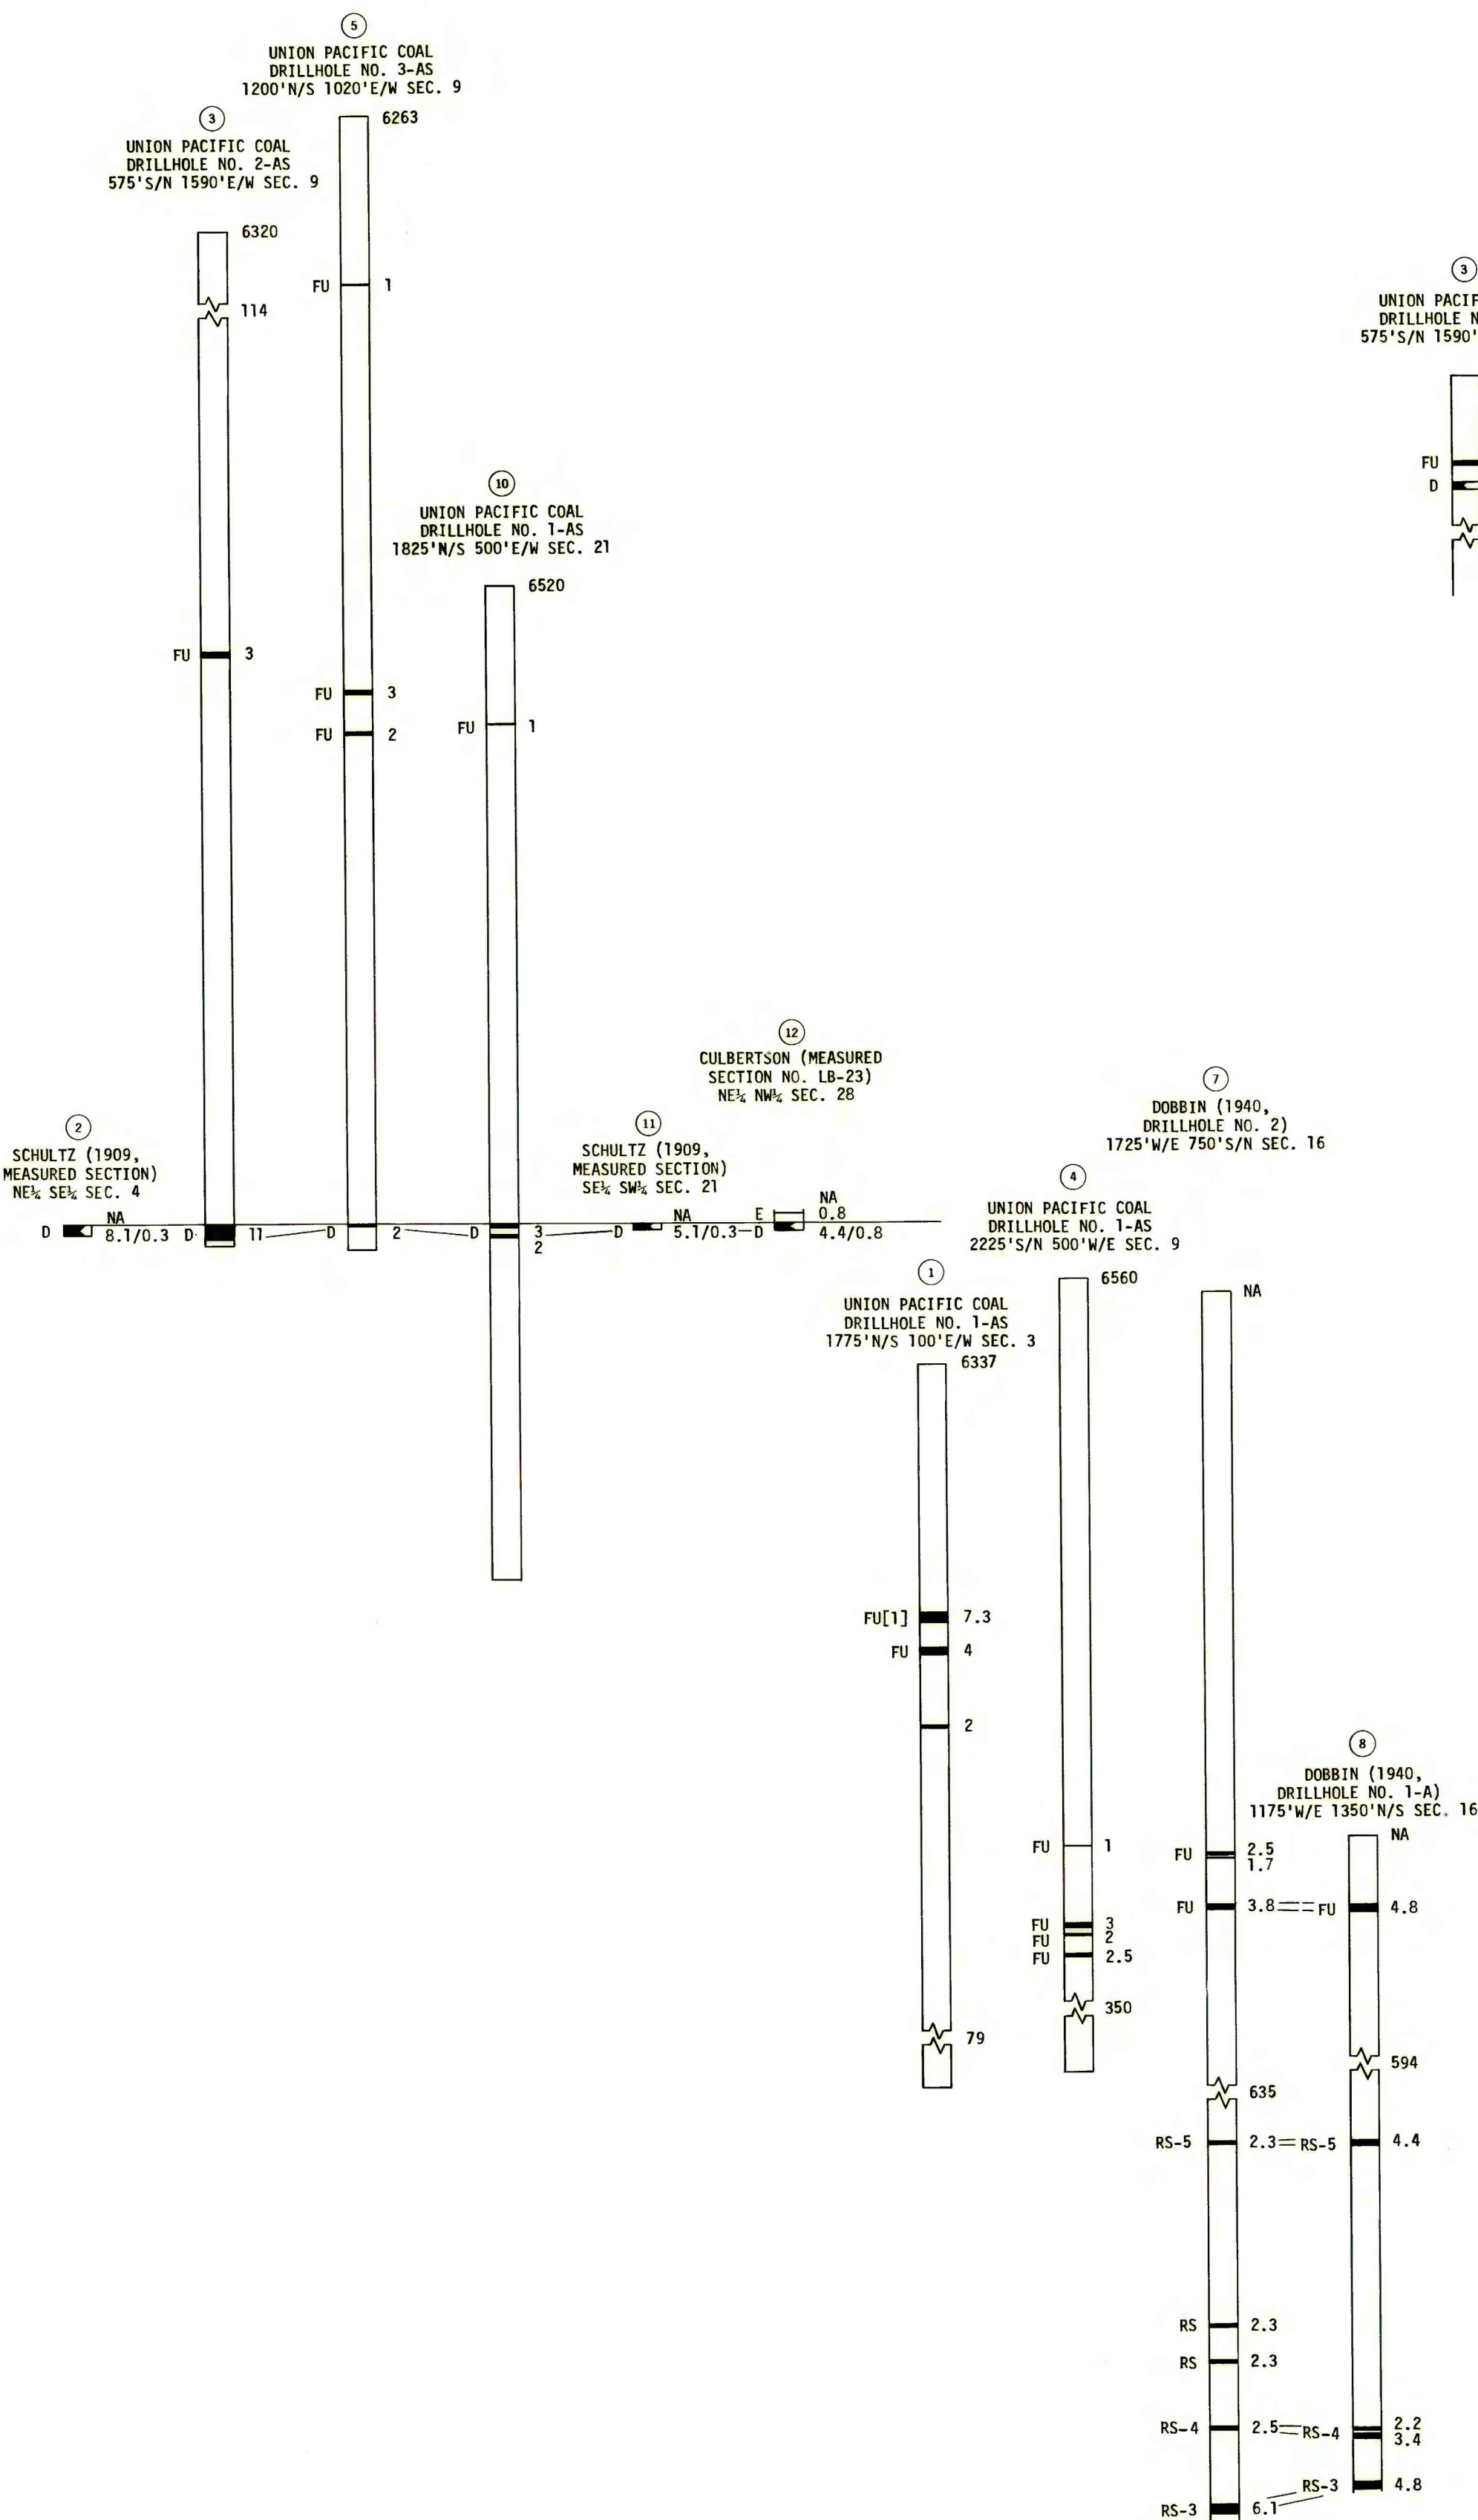 5
UNION PACIFIC COAL
DRILLHOLE NO. 3-AS
1200'N/S 1020'E/W SEC. 9
6263
FU 1
FU 3
FU 2
D 2
3
UNION PACIFIC COAL
DRILLHOLE NO. 2-AS
575'S/N 1590'E/W SEC. 9
6320
114
FU 3
D 11
10
UNION PACIFIC COAL
DRILLHOLE NO. 1-AS
1825'N/S 500'E/W SEC. 21
6520
FU 1
D 3
2
3
UNION PACIF
DRILLHOLE N
575'S/N 1590'
FU
D
2
SCHULTZ (1909,
MEASURED SECTION)
NE¼ SE¼ SEC. 4
NA
D 8.1/0.3
11
SCHULTZ (1909,
MEASURED SECTION)
SE¼ SW¼ SEC. 21
NA
D 5.1/0.3
12
CULBERTSON (MEASURED
SECTION NO. LB-23)
NE¼ NW¼ SEC. 28
NA
E 0.8
D 4.4/0.8
1
UNION PACIFIC COAL
DRILLHOLE NO. 1-AS
1775'N/S 100'E/W SEC. 3
6337
FU[1] 7.3
FU 4
2
79
4
UNION PACIFIC COAL
DRILLHOLE NO. 1-AS
2225'S/N 500'W/E SEC. 9
6560
FU 1
FU 3
FU 2
FU 2.5
350
7
DOBBIN (1940,
DRILLHOLE NO. 2)
1725'W/E 750'S/N SEC. 16
NA
FU 2.5
1.7
FU 3.8
635
RS-5 2.3
RS 2.3
RS 2.3
RS-4 2.5
RS-3 6.1
8
DOBBIN (1940,
DRILLHOLE NO. 1-A)
1175'W/E 1350'N/S SEC. 16
NA
FU 4.8
594
RS-5 4.4
RS-4 2.2
3.4
RS-3 4.8